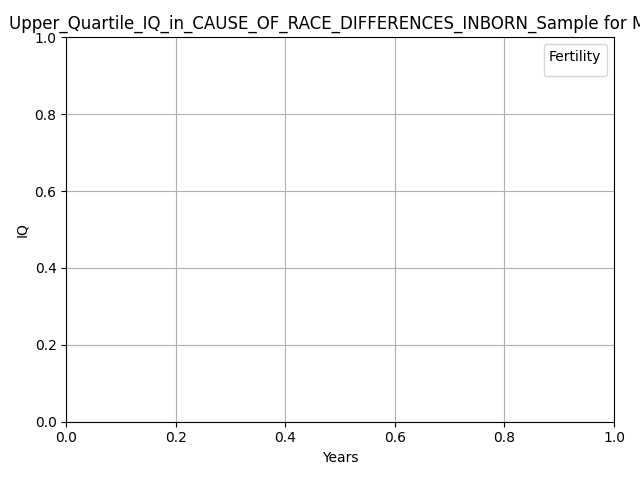 Upper_Quartile_IQ_in_CAUSE_OF_RACE_DIFFERENCES_INBORN_Sample for M
Fertility
1.0
0.8
0.6
0.4
0.2
0.0
IQ
0.0 0.2 0.4 0.6 0.8 1.0
Years